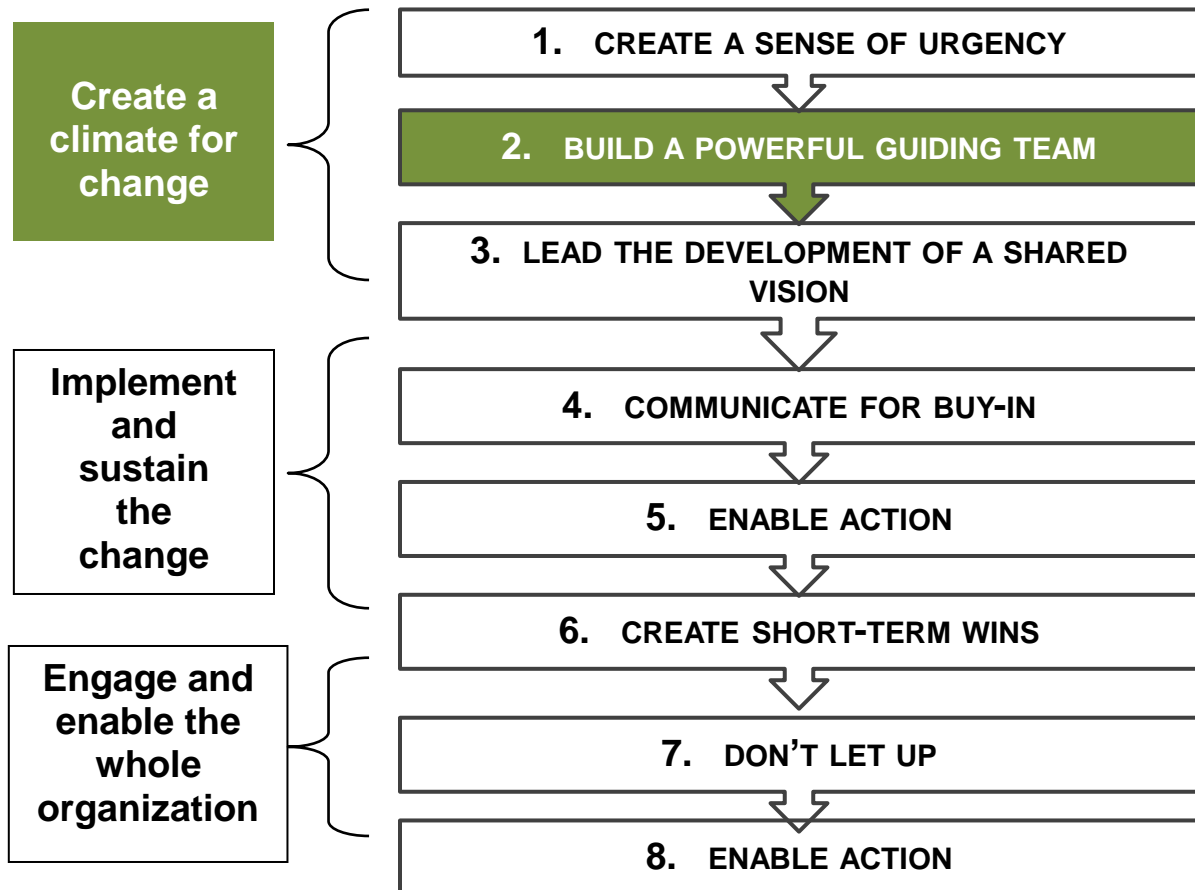 Create a
climate for
change
1. CREATE A SENSE OF URGENCY
2. BUILD A POWERFUL GUIDING TEAM
3. LEAD THE DEVELOPMENT OF A SHARED
VISION
Implement
and
sustain
the
change
4. COMMUNICATE FOR BUY-IN
5. ENABLE ACTION
6. CREATE SHORT-TERM WINS
Engage and
enable the
whole
organization
7. DON'T LET UP
8. ENABLE ACTION